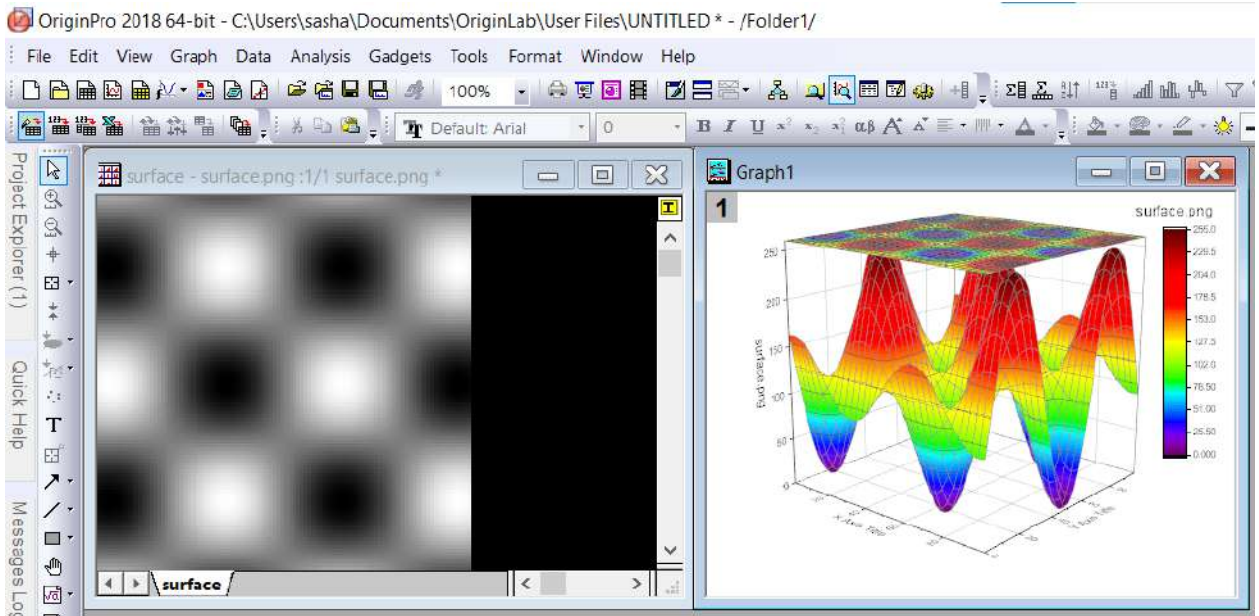 OriginPro 2018 64-bit - C:\Users\sasha\Documents\OriginLab\User Files\UNTITLED * - /Folder1/
File Edit View Graph Data Analysis Gadgets Tools Format Window Help
100%
Default: Arial 0 B I U
Project Explorer (1)
Quick Help
Messages Log
T
surface - surface.png :1/1 surface.png *
surface
Graph1
1
surface.png
255.0
229.5
204.0
178.5
153.0
127.5
102.0
76.50
51.00
25.50
0.000
250
200
150
100
50
0
surface.png
X Axis Title
Y Axis Title